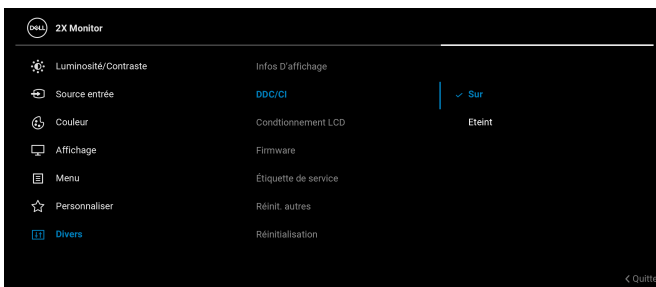 DELL 2X Monitor
Luminosité/Contraste Infos D'affichage
Source entrée DDC/CI Sur
Couleur Condtionnement LCD Eteint
Affichage Firmware
Menu Étiquette de service
Personnaliser Réinit. autres
Divers Réinitialisation
Quitte